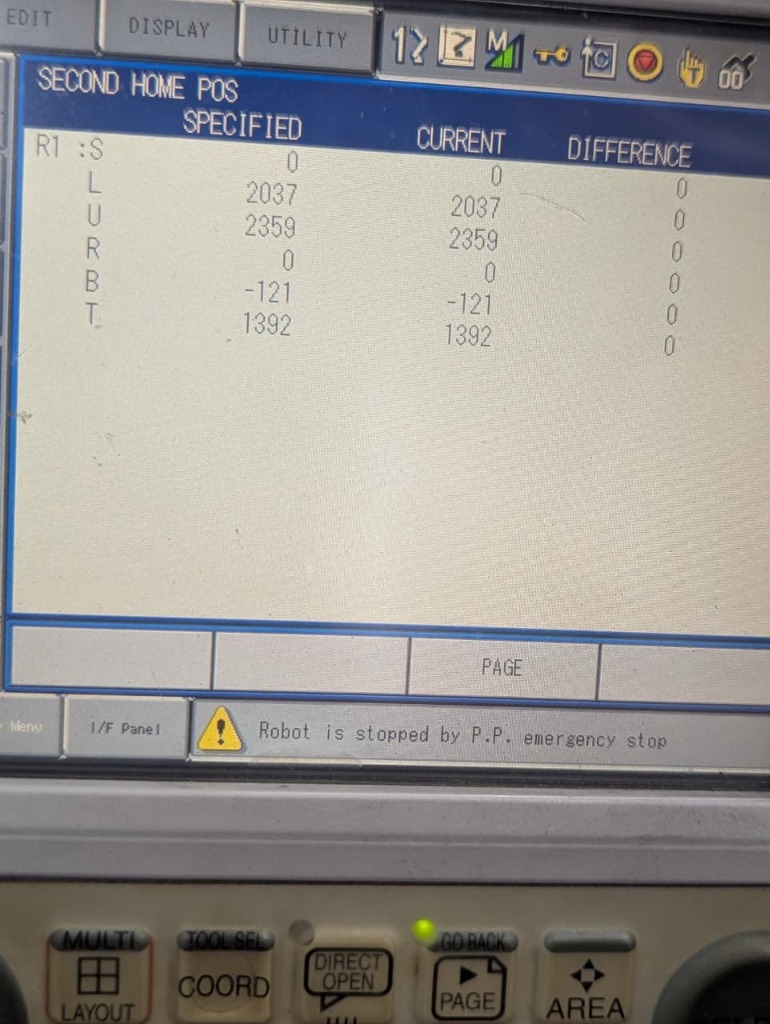 EDIT DISPLAY UTILITY
SECOND HOME POS
SPECIFIED CURRENT DIFFERENCE
R1 :S 0 0 0
L 2037 2037 0
U 2359 2359 0
R 0 0 0
B -121 -121 0
T 1392 1392 0
PAGE
Menu I/F Panel Robot is stopped by P.P. emergency stop
MULTI TOOL SEL GO BACK
LAYOUT COORD DIRECT OPEN PAGE AREA